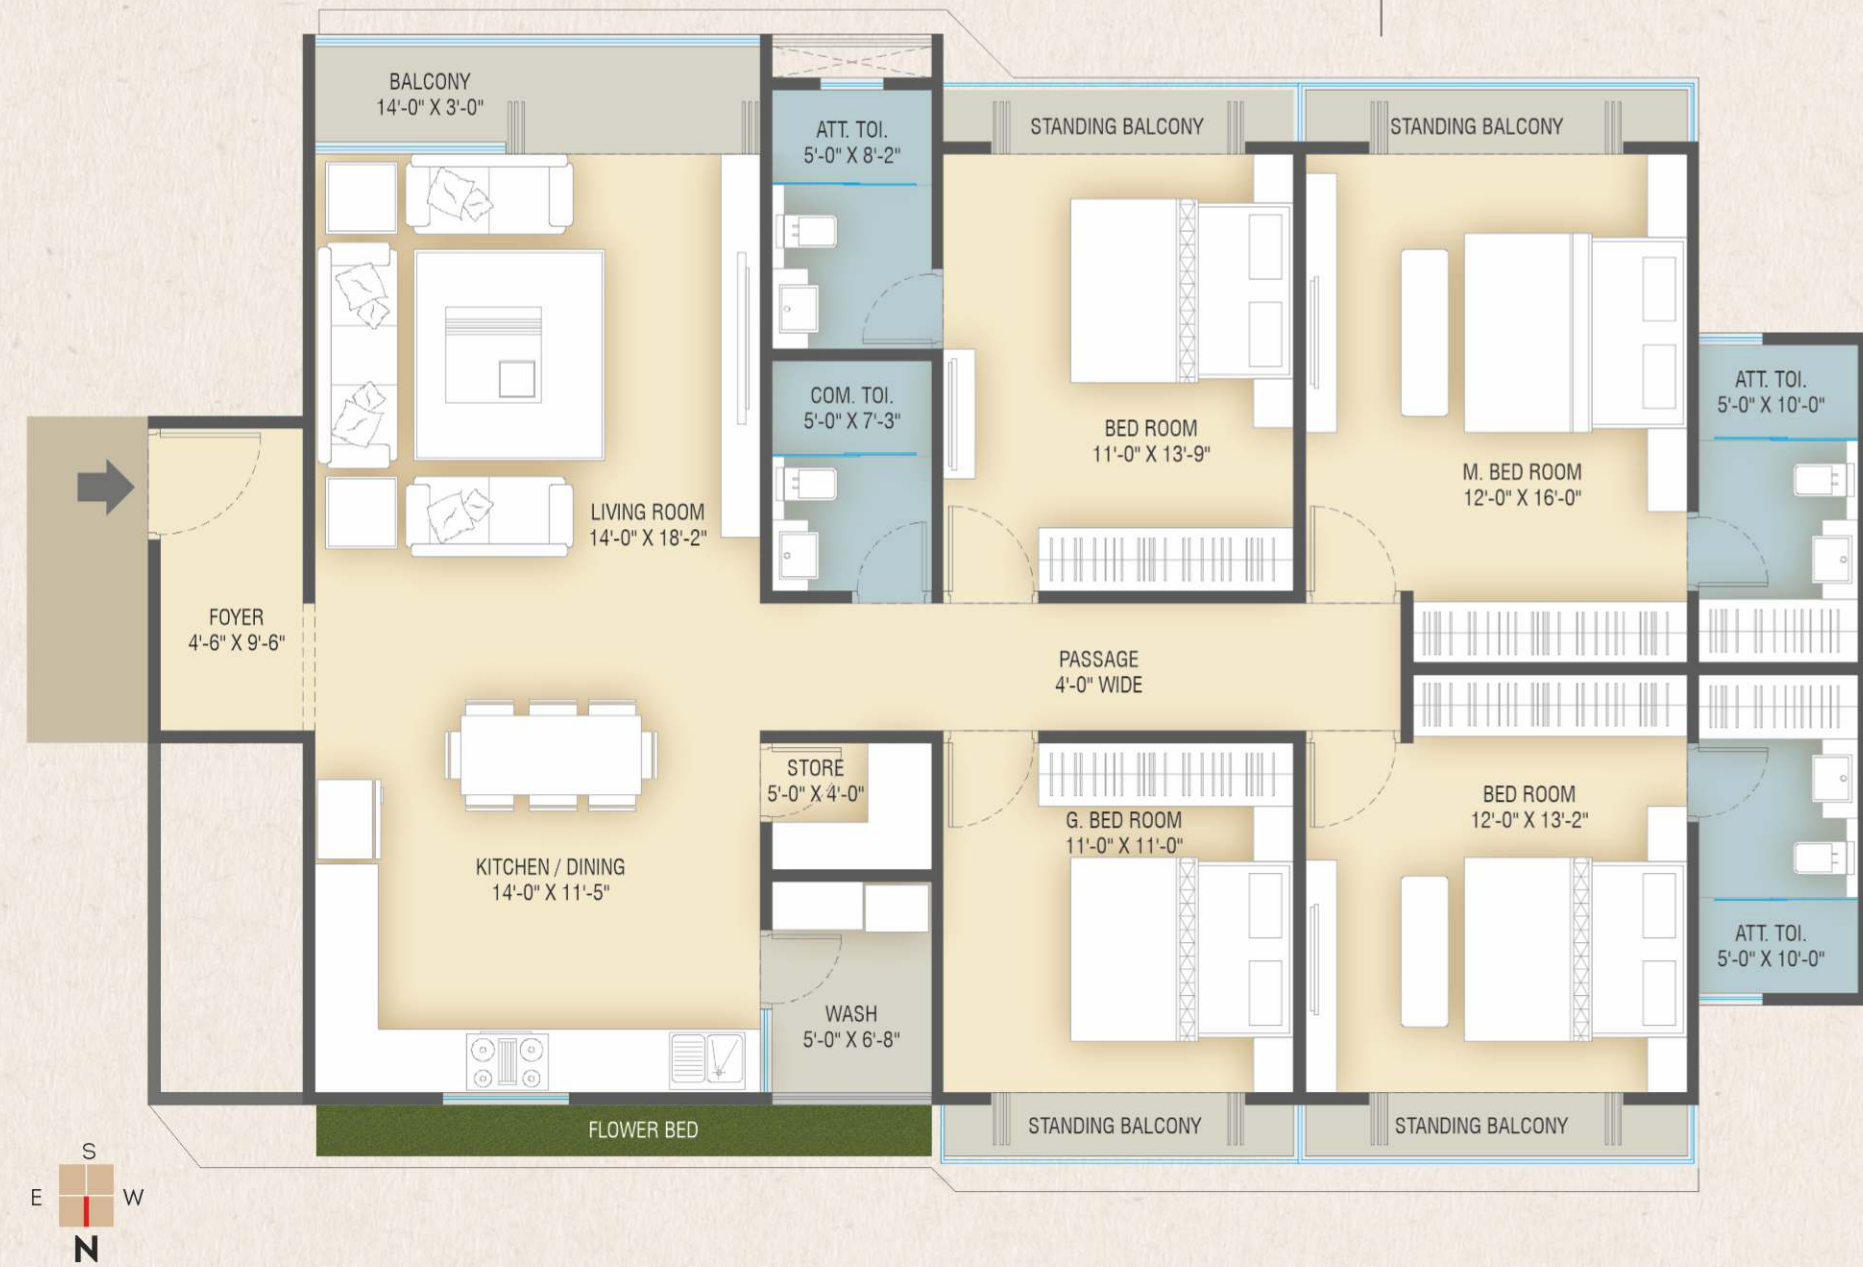 BALCONY
14'-0" X 3'-0"
ATT. TOI.
5'-0" X 8'-2"
STANDING BALCONY
STANDING BALCONY
COM. TOI.
5'-0" X 7'-3"
BED ROOM
11'-0" X 13'-9"
M. BED ROOM
12'-0" X 16'-0"
ATT. TOI.
5'-0" X 10'-0"
LIVING ROOM
14'-0" X 18'-2"
FOYER
4'-6" X 9'-6"
PASSAGE
4'-0" WIDE
STORE
5'-0" X 4'-0"
G. BED ROOM
11'-0" X 11'-0"
BED ROOM
12'-0" X 13'-2"
KITCHEN / DINING
14'-0" X 11'-5"
ATT. TOI.
5'-0" X 10'-0"
WASH
5'-0" X 6'-8"
FLOWER BED
STANDING BALCONY
STANDING BALCONY
S
E W
N